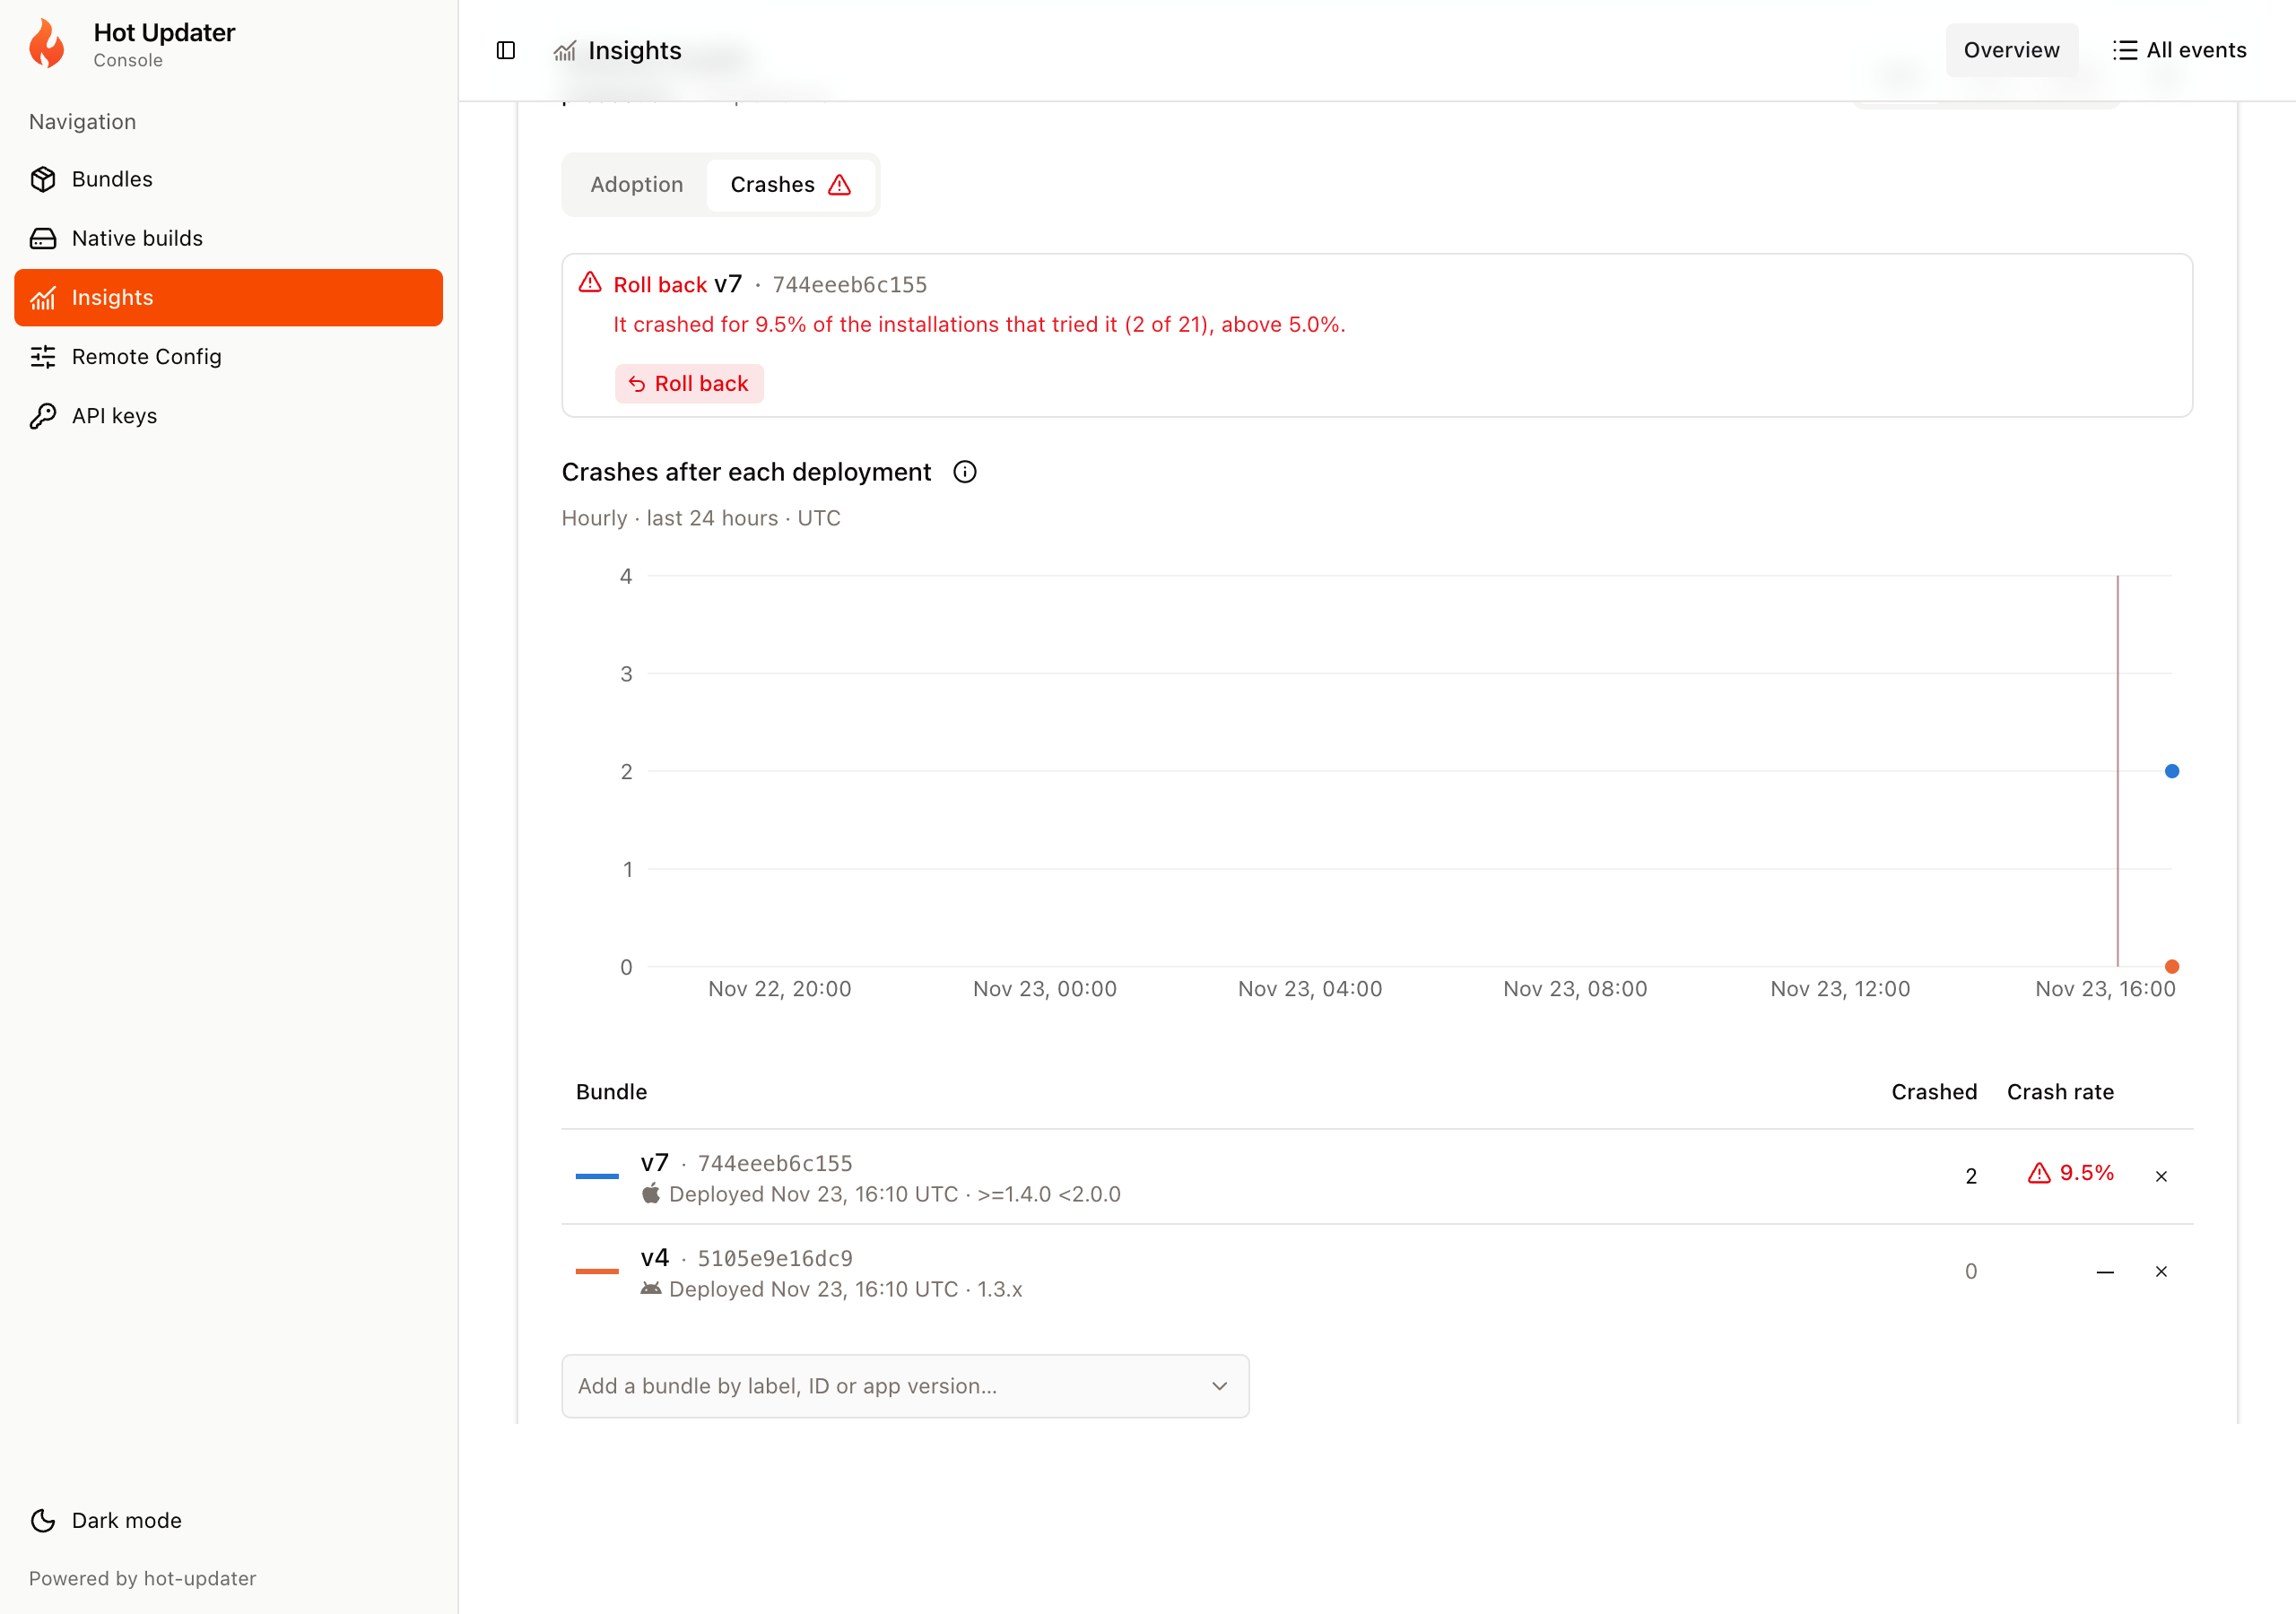 Hot Updater
Console
Navigation
Bundles
Native builds
Insights
Remote Config
API keys
Dark mode
Powered by hot-updater
Insights
Overview
All events
Adoption
Crashes
Roll back v7 · 744eeeb6c155
It crashed for 9.5% of the installations that tried it (2 of 21), above 5.0%.
Roll back
Crashes after each deployment
Hourly · last 24 hours · UTC
4
3
2
1
0
Nov 22, 20:00
Nov 23, 00:00
Nov 23, 04:00
Nov 23, 08:00
Nov 23, 12:00
Nov 23, 16:00
Bundle
Crashed
Crash rate
v7 · 744eeeb6c155
Deployed Nov 23, 16:10 UTC · >=1.4.0 <2.0.0
2
9.5%
×
v4 · 5105e9e16dc9
Deployed Nov 23, 16:10 UTC · 1.3.x
0
—
×
Add a bundle by label, ID or app version...